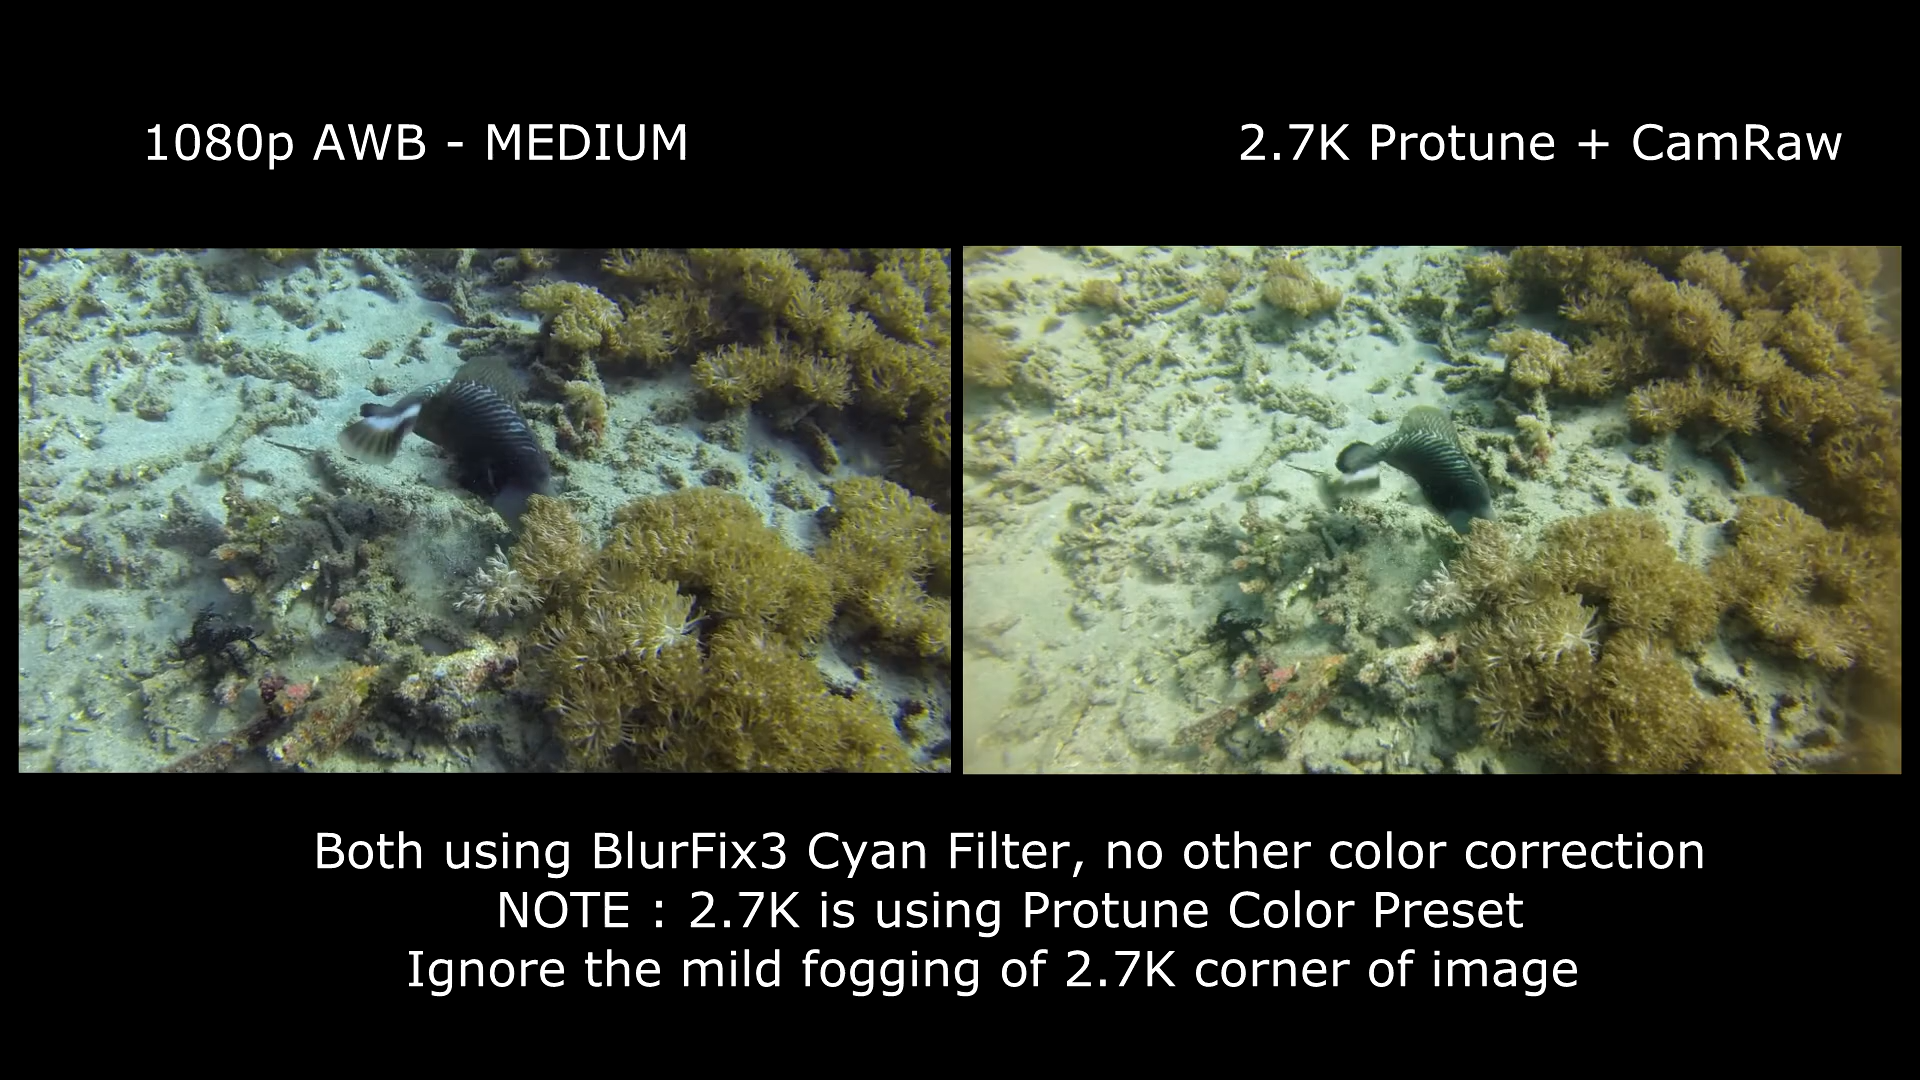 1080p AWB - MEDIUM
2.7K Protune + CamRaw
Both using BlurFix3 Cyan Filter, no other color correction
NOTE : 2.7K is using Protune Color Preset
Ignore the mild fogging of 2.7K corner of image